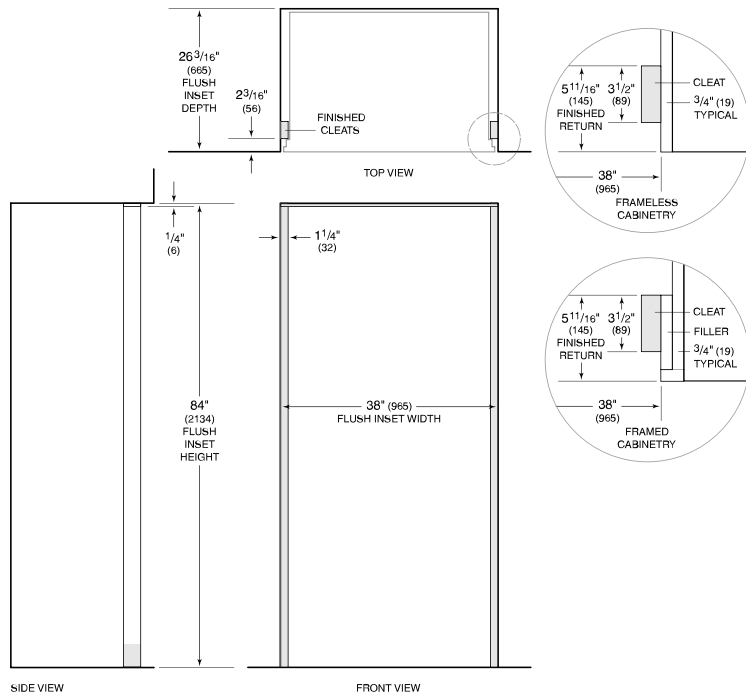 26 3/16"
(665)
FLUSH
INSET
DEPTH
2 3/16"
(56)
FINISHED
CLEATS
TOP VIEW
5 11/16"
(145)
FINISHED
RETURN
3 1/2"
(89)
CLEAT
3/4" (19)
TYPICAL
38"
(965)
FRAMELESS
CABINETRY
1/4"
(6)
1 1/4"
(32)
5 11/16"
(145)
FINISHED
RETURN
3 1/2"
(89)
CLEAT
FILLER
3/4" (19)
TYPICAL
38"
(965)
FRAMED
CABINETRY
84"
(2134)
FLUSH
INSET
HEIGHT
38" (965)
FLUSH INSET WIDTH
SIDE VIEW
FRONT VIEW